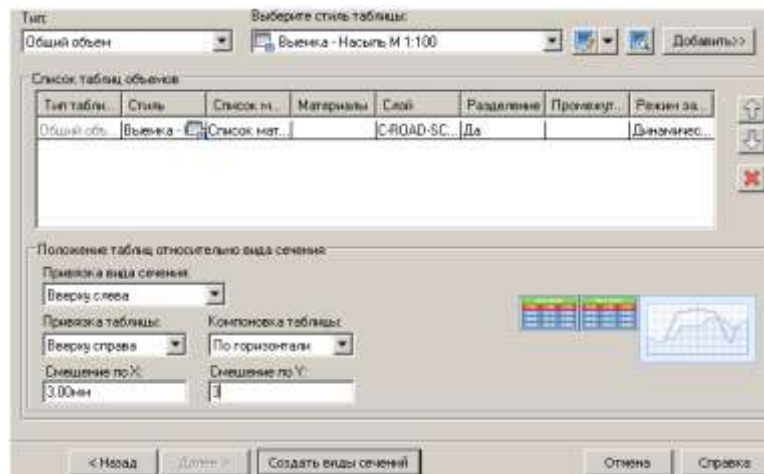 Тип:
Выберите стиль таблицы:
Общий объем
Выемка - Насыпь М 1:100
Добавить>>
Список таблиц объемов
Тип табли... Стиль Список м... Материалы Слой Разделение Промежут... Режим за...
Общий объ... Выемка - Список мат... C-ROAD-SC... Да Динамичес...
Положение таблиц относительно вида сечения
Привязка вида сечения:
Вверху слева
Привязка таблицы: Компоновка таблицы:
Вверху справа По горизонтали
Смещение по X: Смещение по Y:
3.00мм 3
< Назад Далее > Создать виды сечений Отмена Справка